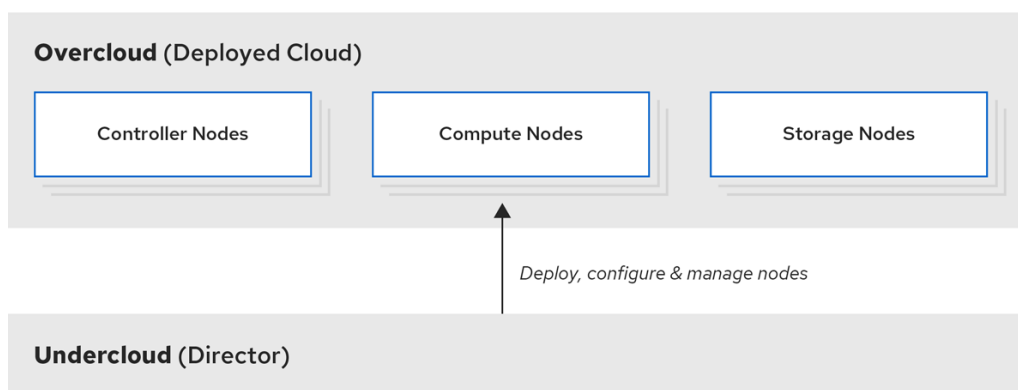 Overcloud (Deployed Cloud)
Controller Nodes
Compute Nodes
Storage Nodes
Deploy, configure & manage nodes
Undercloud (Director)